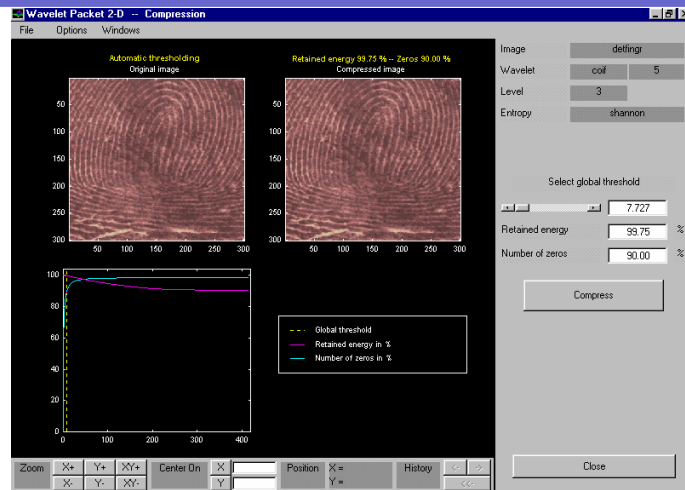 Wavelet Packet 2-D -- Compression
File Options Windows
Automatic thresholding
Original image
50
100
150
200
250
300
50 100 150 200 250 300
Retained energy 99.75 % -- Zeros 90.00 %
Compressed image
50
100
150
200
250
300
50 100 150 200 250 300
100
80
60
40
20
0
0 100 200 300 400
Global threshold
Retained energy in %
Number of zeros in %
Image detfingr
Wavelet coif 5
Level 3
Entropy shannon
Select global threshold
7.727
Retained energy 99.75 %
Number of zeros 90.00 %
Compress
Close
Zoom X+ Y+ XY+ Center On X Position X = History <- ->
X- Y- XY- Y Y = <<-